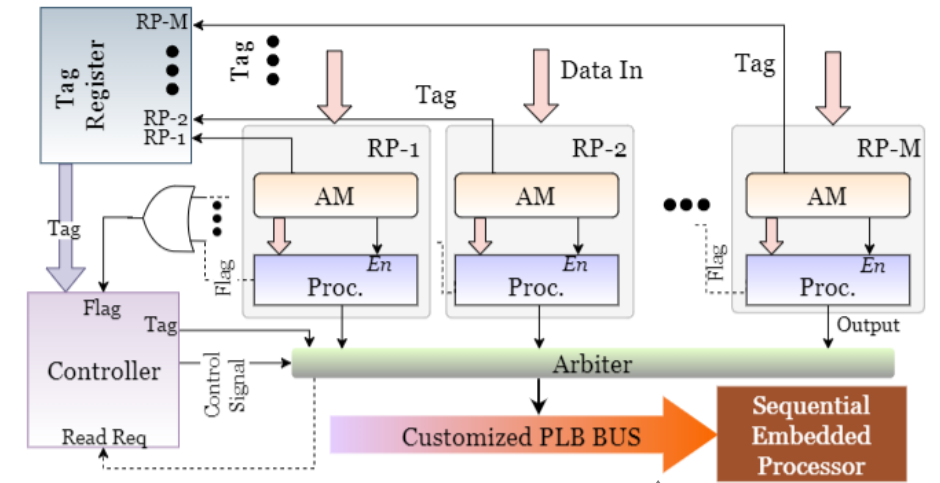 RP-M
Tag
Register
RP-2
RP-1
Tag
Tag
Data In
Tag
RP-1
RP-2
RP-M
AM
AM
AM
Tag
Flag
En
Proc.
En
Proc.
Flag
En
Proc.
Flag
Tag
Controller
Control
Signal
Read Req
Output
Arbiter
Customized PLB BUS
Sequential
Embedded
Processor